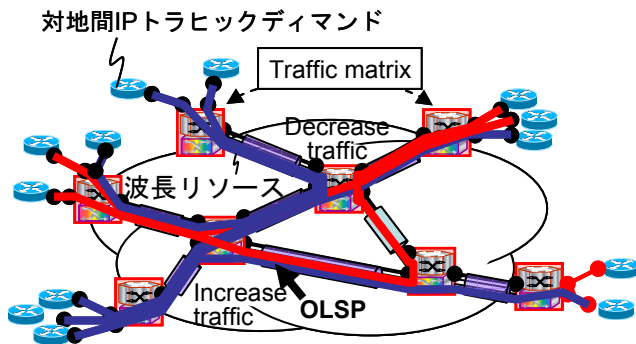 対地間IPトラヒックディマンド
Traffic matrix
Decrease
traffic
波長リソース
Increase
traffic
OLSP